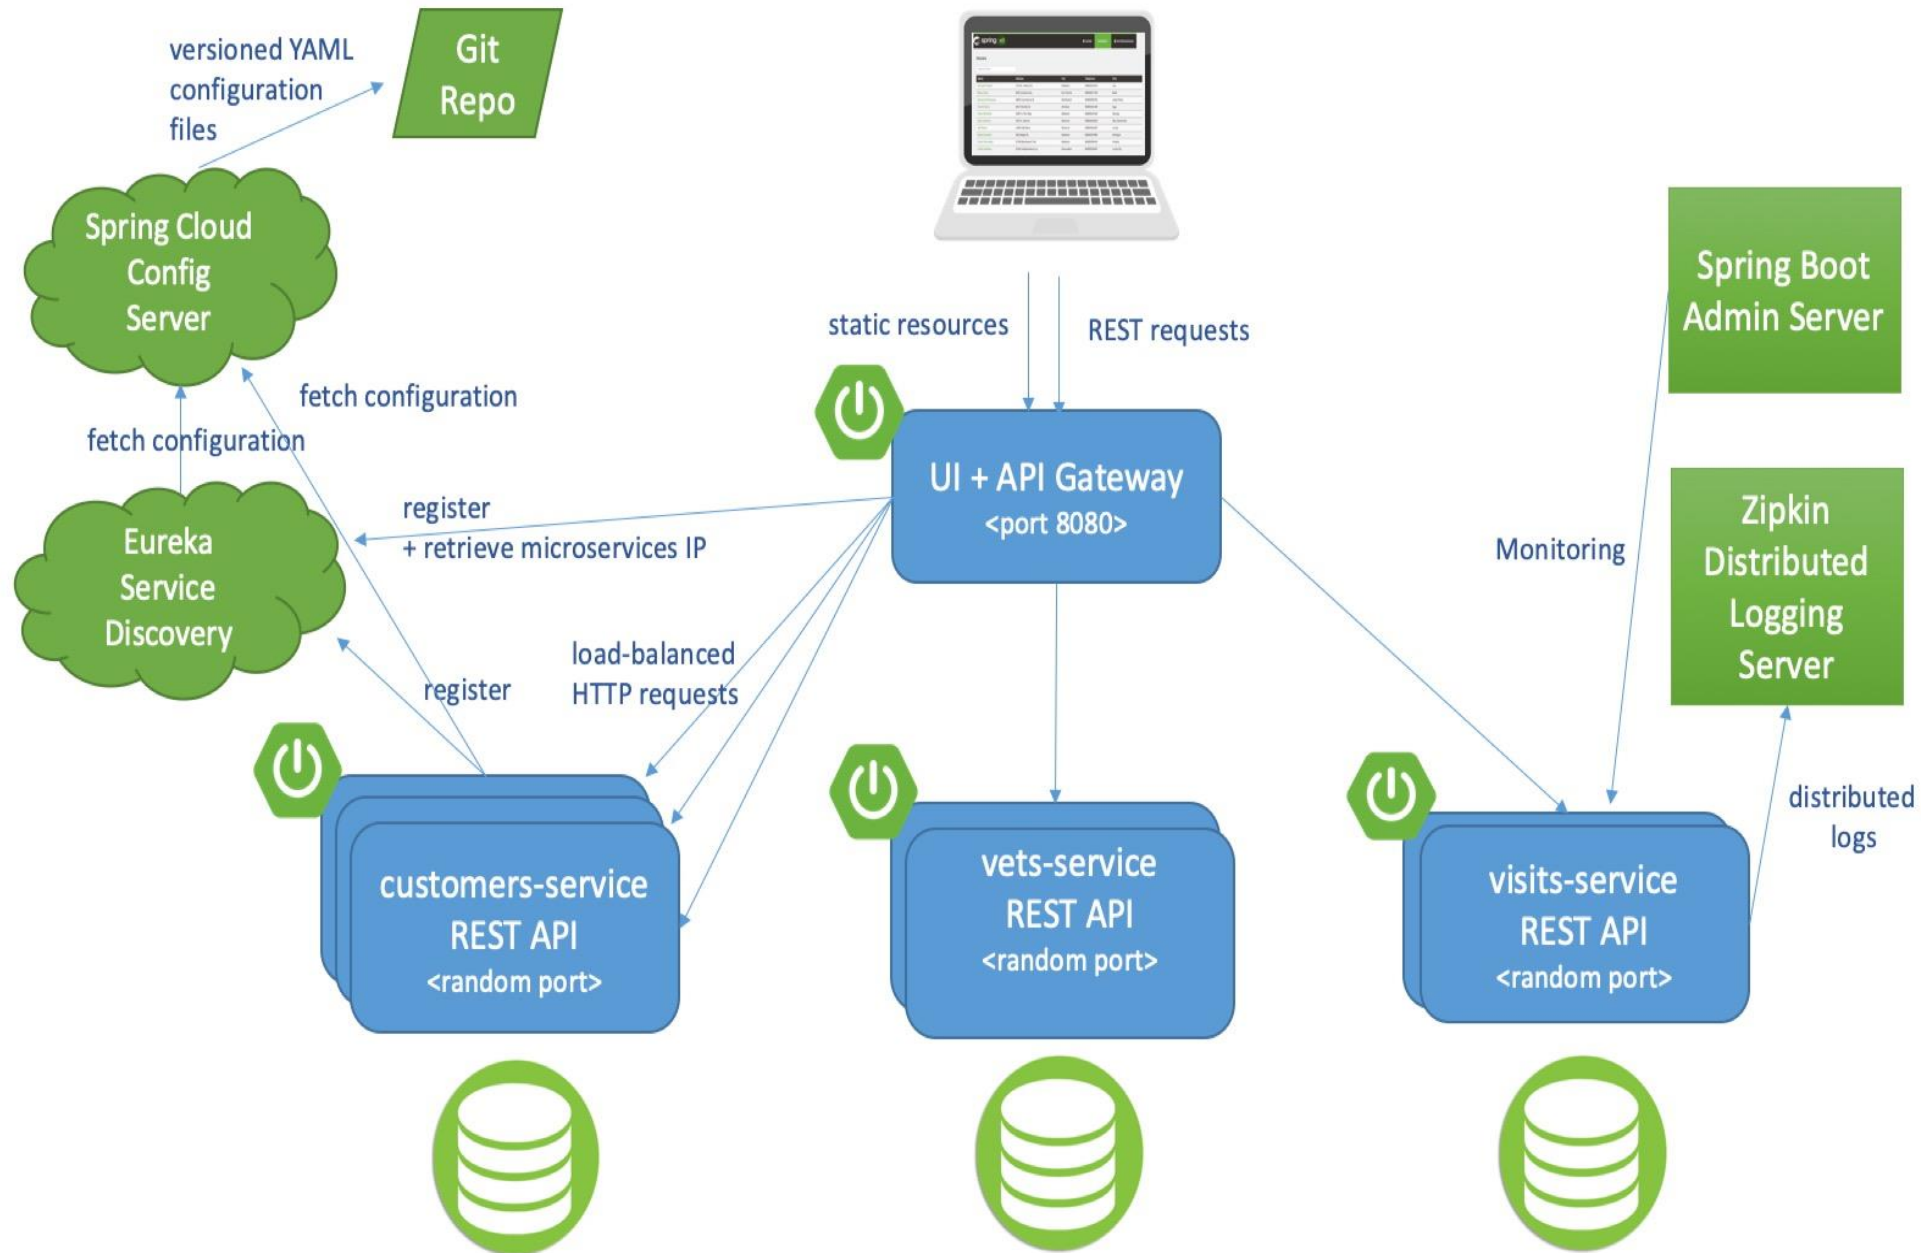 versioned YAML
configuration
files
Git
Repo
spring
Spring Cloud
Config
Server
static resources
REST requests
Spring Boot
Admin Server
fetch configuration
fetch configuration
UI + API Gateway
<port 8080>
register
+ retrieve microservices IP
Eureka
Service
Discovery
Monitoring
Zipkin
Distributed
Logging
Server
load-balanced
HTTP requests
register
distributed
logs
customers-service
REST API
<random port>
vets-service
REST API
<random port>
visits-service
REST API
<random port>